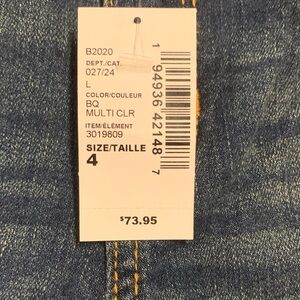 B2020
DEPT./CAT.
027/24
L
COLOR/COULEUR
BQ
MULTI CLR
ITEM/ELÉMENT
3019809
SIZE/TAILLE
4
1 94936 42148 7
$73.95